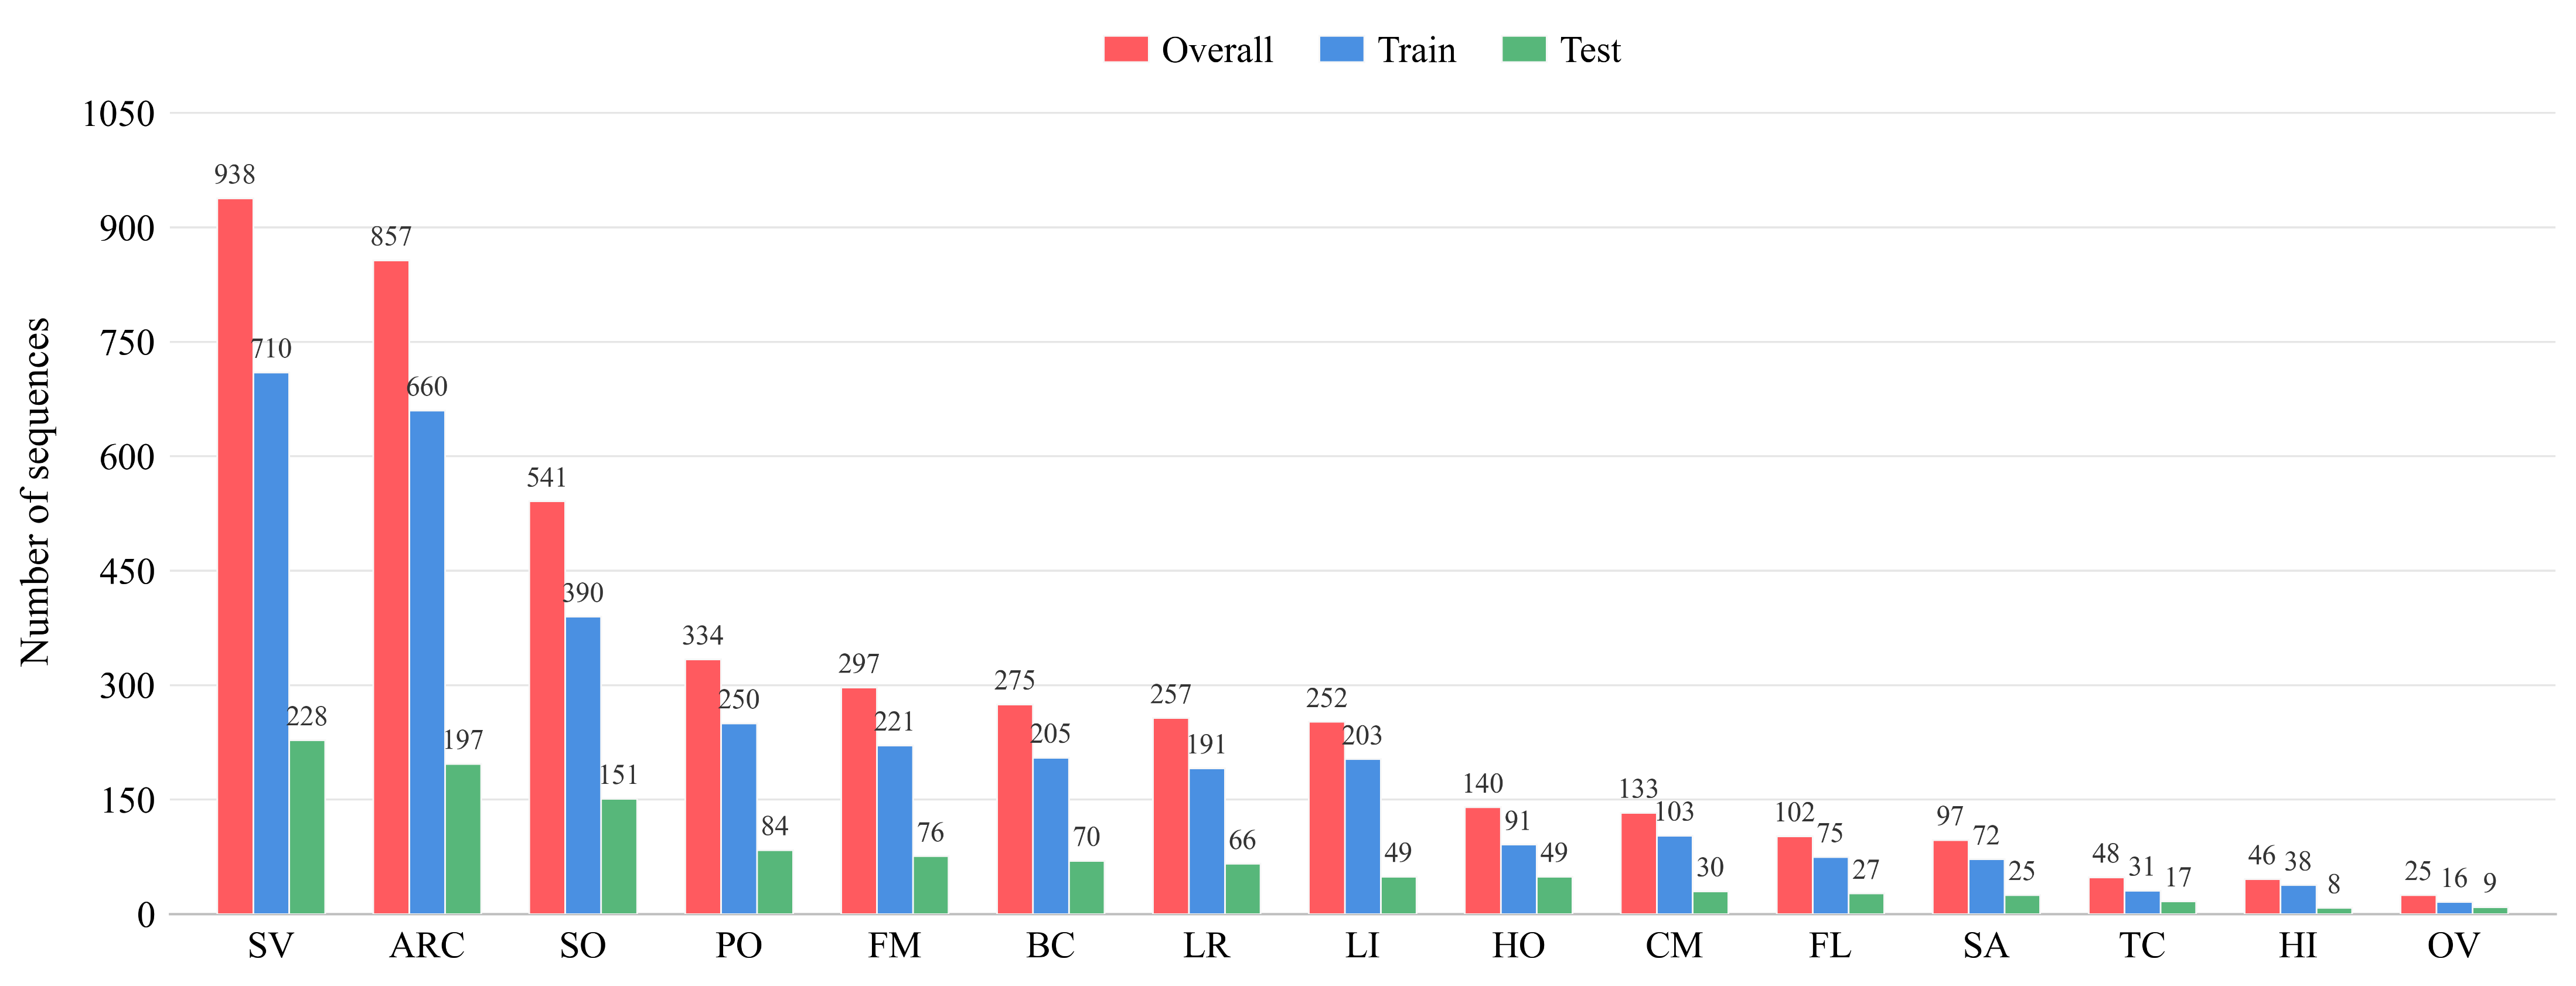 Overall Train Test
Number of sequences
1050
900
750
600
450
300
150
0
938 710 228
857 660 197
541 390 151
334 250 84
297 221 76
275 205 70
257 191 66
252 203 49
140 91 49
133 103 30
102 75 27
97 72 25
48 31 17
46 38 8
25 16 9
SV ARC SO PO FM BC LR LI HO CM FL SA TC HI OV